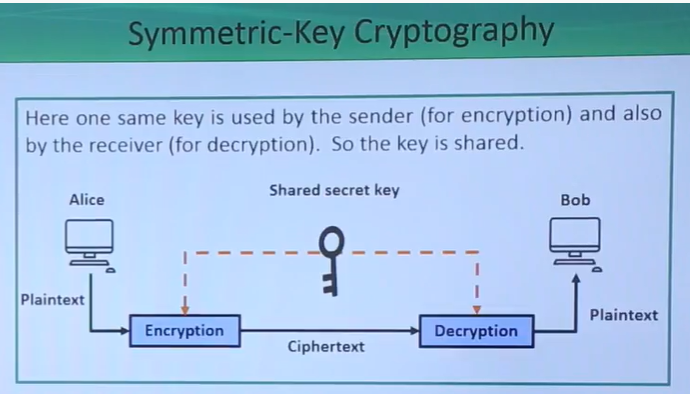 Symmetric-Key Cryptography
Here one same key is used by the sender (for encryption) and also
by the receiver (for decryption). So the key is shared.
Shared secret key
Alice
Bob
Plaintext
Encryption
Ciphertext
Decryption
Plaintext